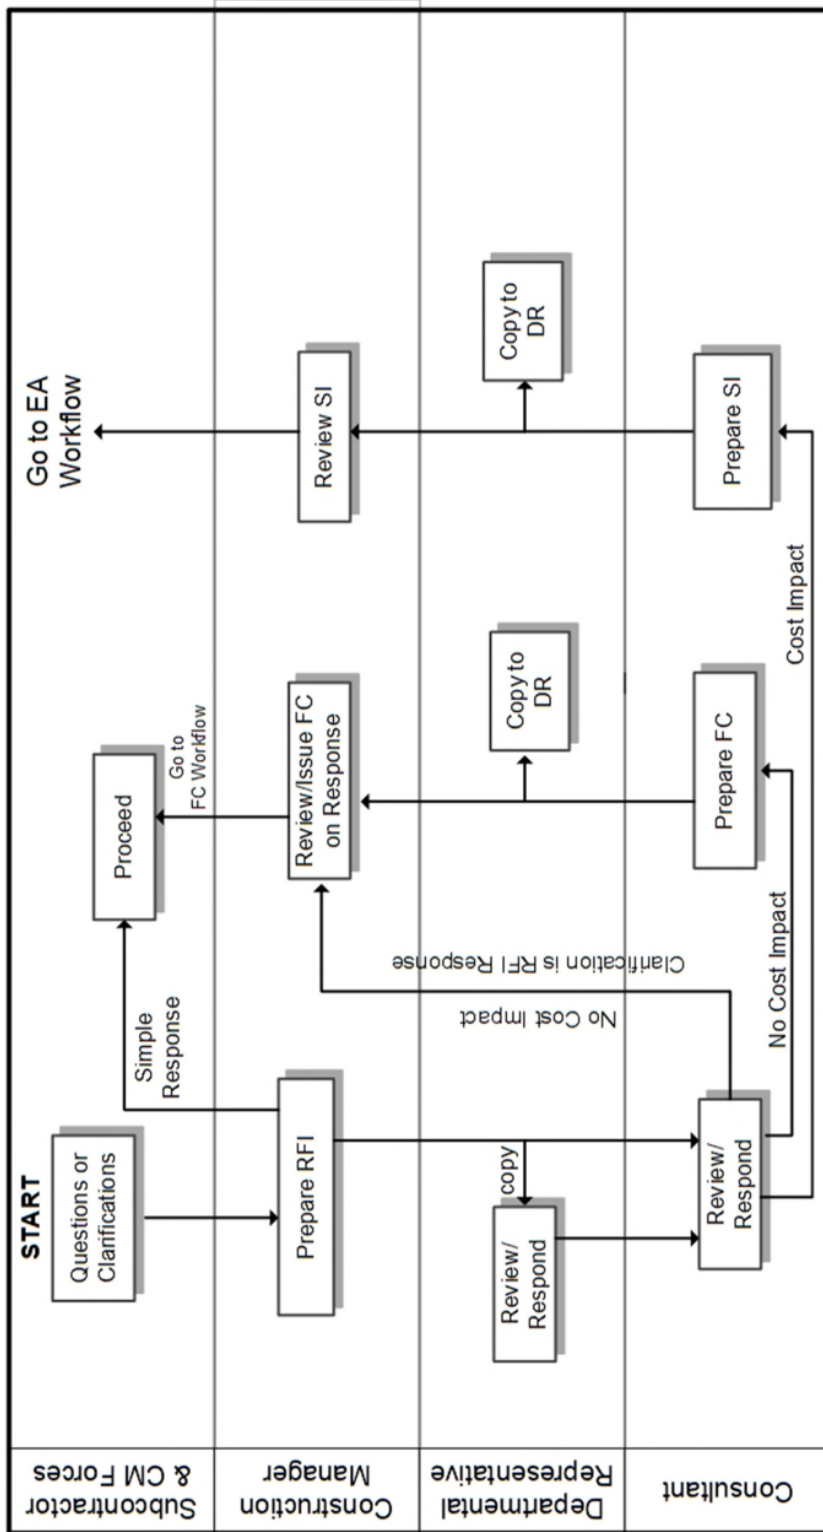 Subcontractor
& CM Forces
START
Questions or
Clarifications
Simple
Response
Proceed
Go to
FC Workflow
Go to EA
Workflow
Construction
Manager
Prepare RFI
Review/Issue FC
on Response
Review SI
Departmental
Representative
Review/
Respond
copy
No Cost Impact
Clarification is RFI Response
Copy to
DR
Copy to
DR
Consultant
Review/
Respond
No Cost Impact
Prepare FC
Cost Impact
Prepare SI